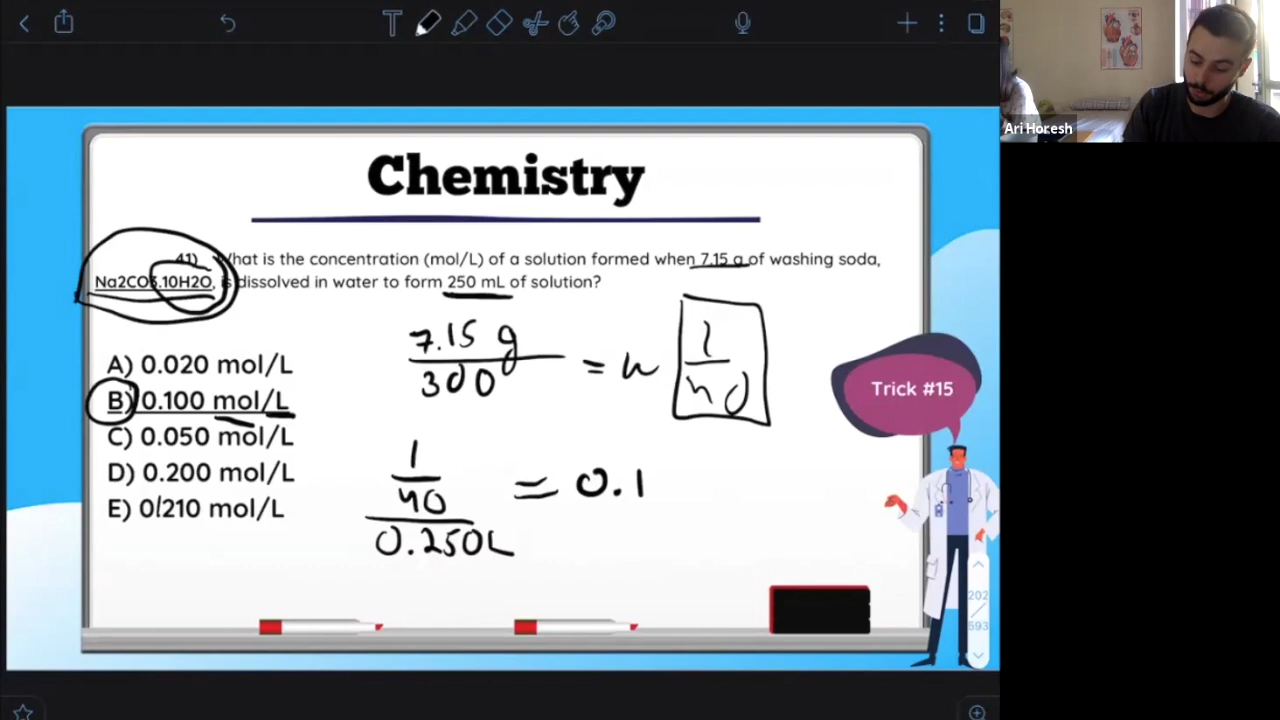 Ari Horesh
Chemistry
41) What is the concentration (mol/L) of a solution formed when 7.15 g of washing soda,
Na2CO3.10H2O, is dissolved in water to form 250 mL of solution?
A) 0.020 mol/L
B) 0.100 mol/L
C) 0.050 mol/L
D) 0.200 mol/L
E) 0.210 mol/L
7.15 g
300
= n
1
40
1
40
0.250L
= 0.1
Trick #15
202
593